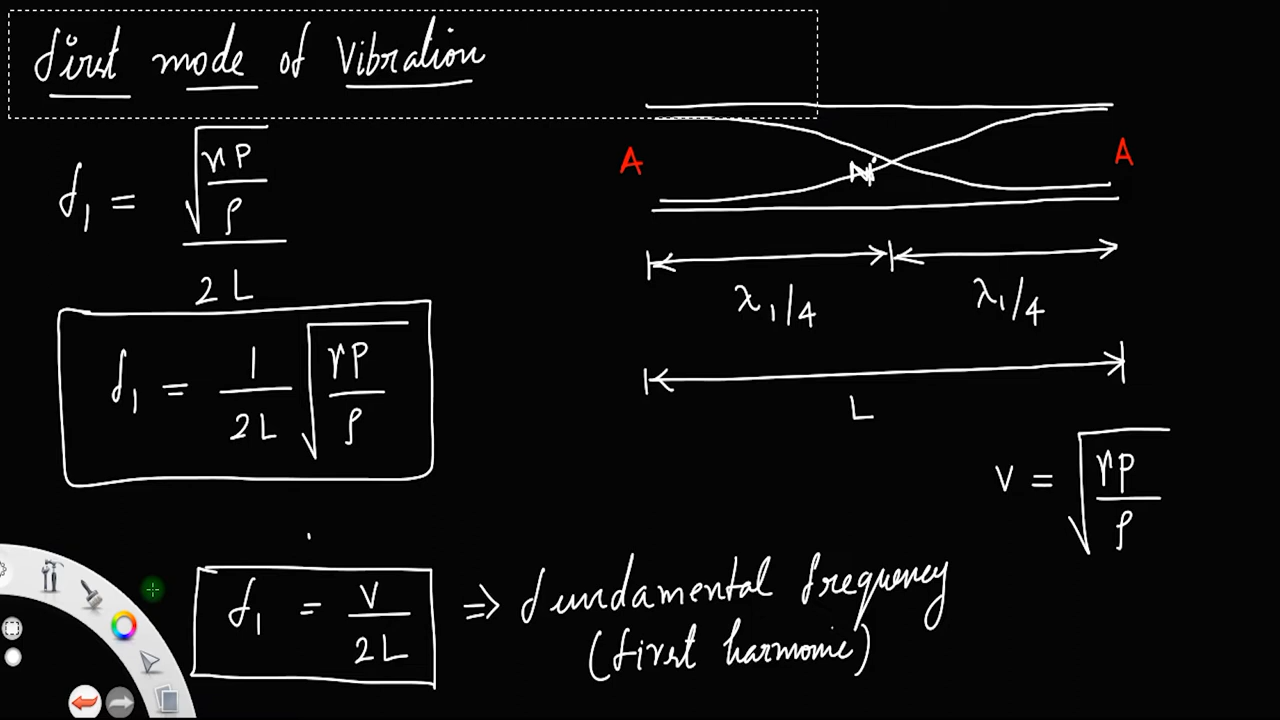 First mode of Vibration
f₁ = √(γP/ρ) / 2L
f₁ = 1/2L √(γP/ρ)
f₁ = V/2L ⇒ fundamental frequency
(first harmonic)
A N A
λ₁/4 λ₁/4
L
V = √(γP/ρ)